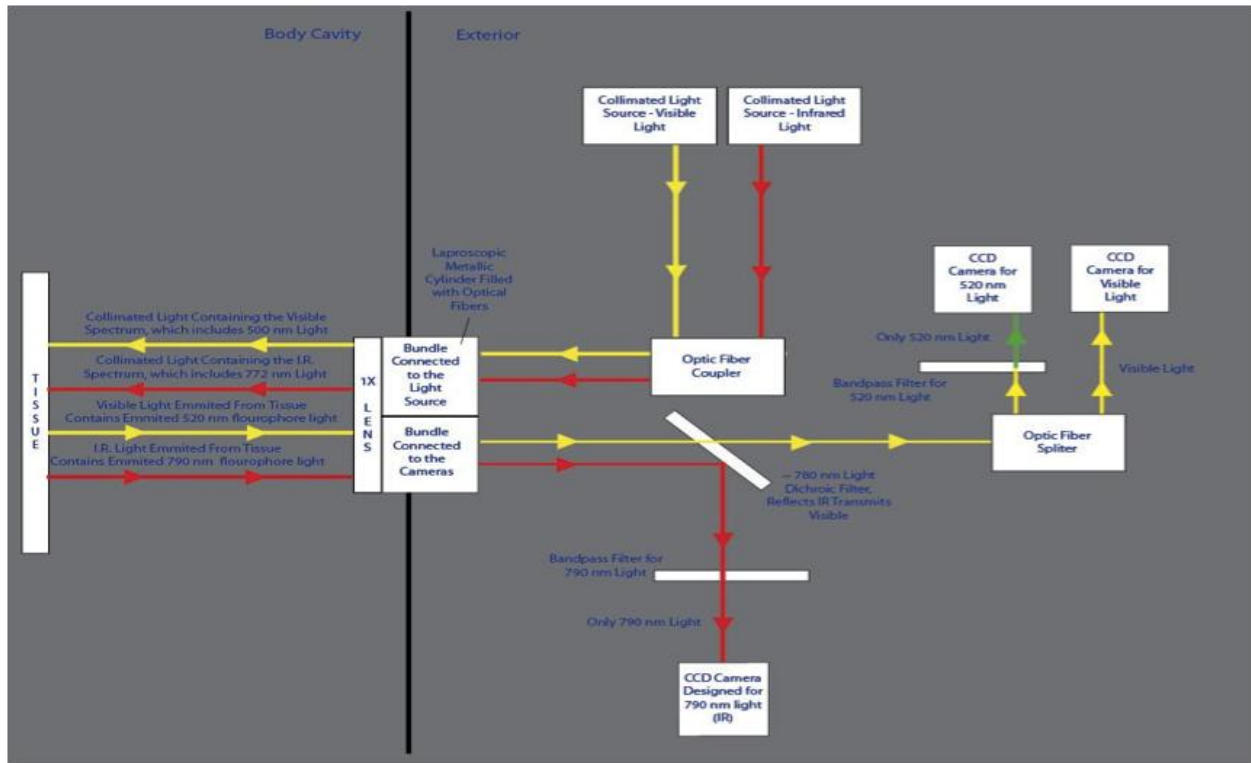 Body Cavity
Exterior
Collimated Light
Source - Visible
Light
Collimated Light
Source - Infrared
Light
Laproscopic
Metallic
Cylinder Filled
with Optical
Fibers
CCD
Camera for
520 nm
Light
CCD
Camera for
Visible
Light
Collimated Light Containing the Visible
Spectrum, which includes 500 nm Light
Collimated Light Containing the I.R.
Spectrum, which includes 772 nm Light
Visible Light Emmited From Tissue
Contains Emmited 520 nm flourophore light
I.R. Light Emmited From Tissue
Contains Emmited 790 nm flourophore light
TISSUE
1X LENS
Bundle
Connected
to the
Light
Source
Bundle
Connected
to the
Cameras
Optic Fiber
Coupler
Only 520 nm Light
Bandpass Filter for
520 nm Light
Visible Light
Optic Fiber
Spliter
~ 780 nm Light
Dichroic Filter,
Reflects IR Transmits
Visible
Bandpass Filter for
790 nm Light
Only 790 nm Light
CCD Camera
Designed for
790 nm light
(IR)